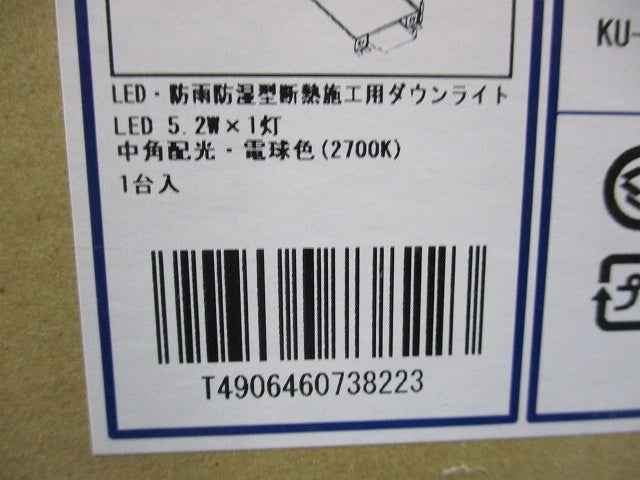 LED・防雨防湿型断熱施工用ダウンライト
LED 5.2W×1灯
中角配光・電球色(2700K)
1台入
T4906460738223
KU-
プ